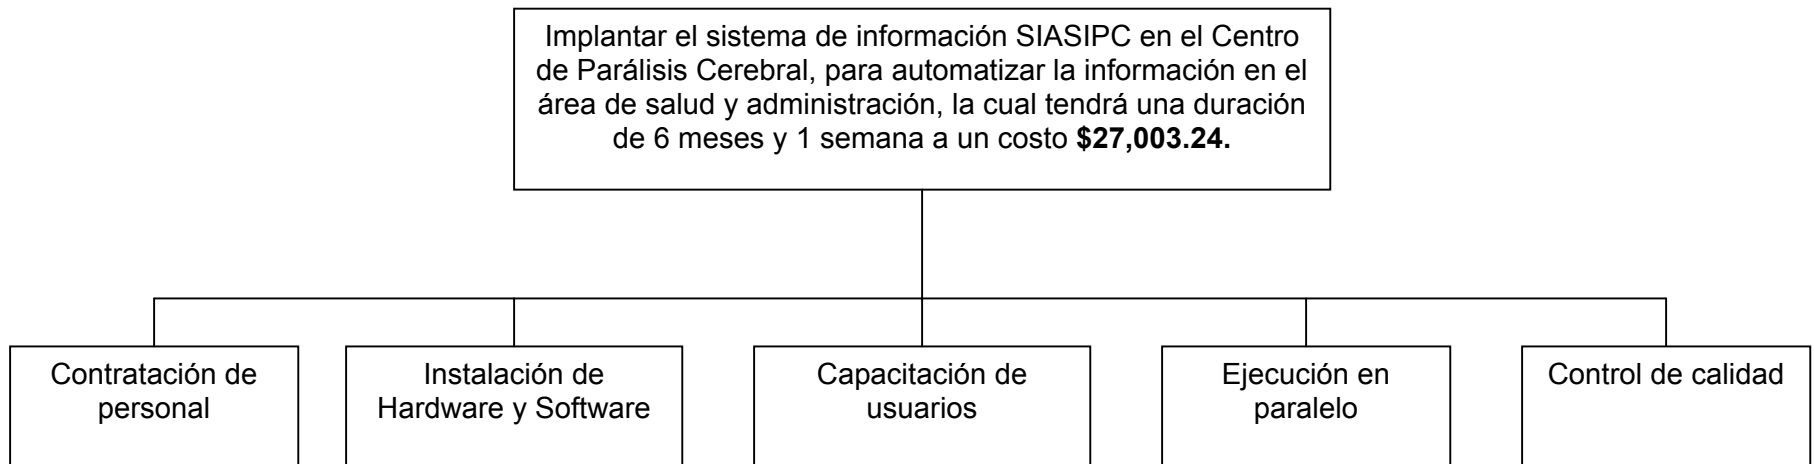 Implantar el sistema de información SIASIPC en el Centro
de Parálisis Cerebral, para automatizar la información en el
área de salud y administración, la cual tendrá una duración
de 6 meses y 1 semana a un costo $27,003.24.
Contratación de
personal
Instalación de
Hardware y Software
Capacitación de
usuarios
Ejecución en
paralelo
Control de calidad